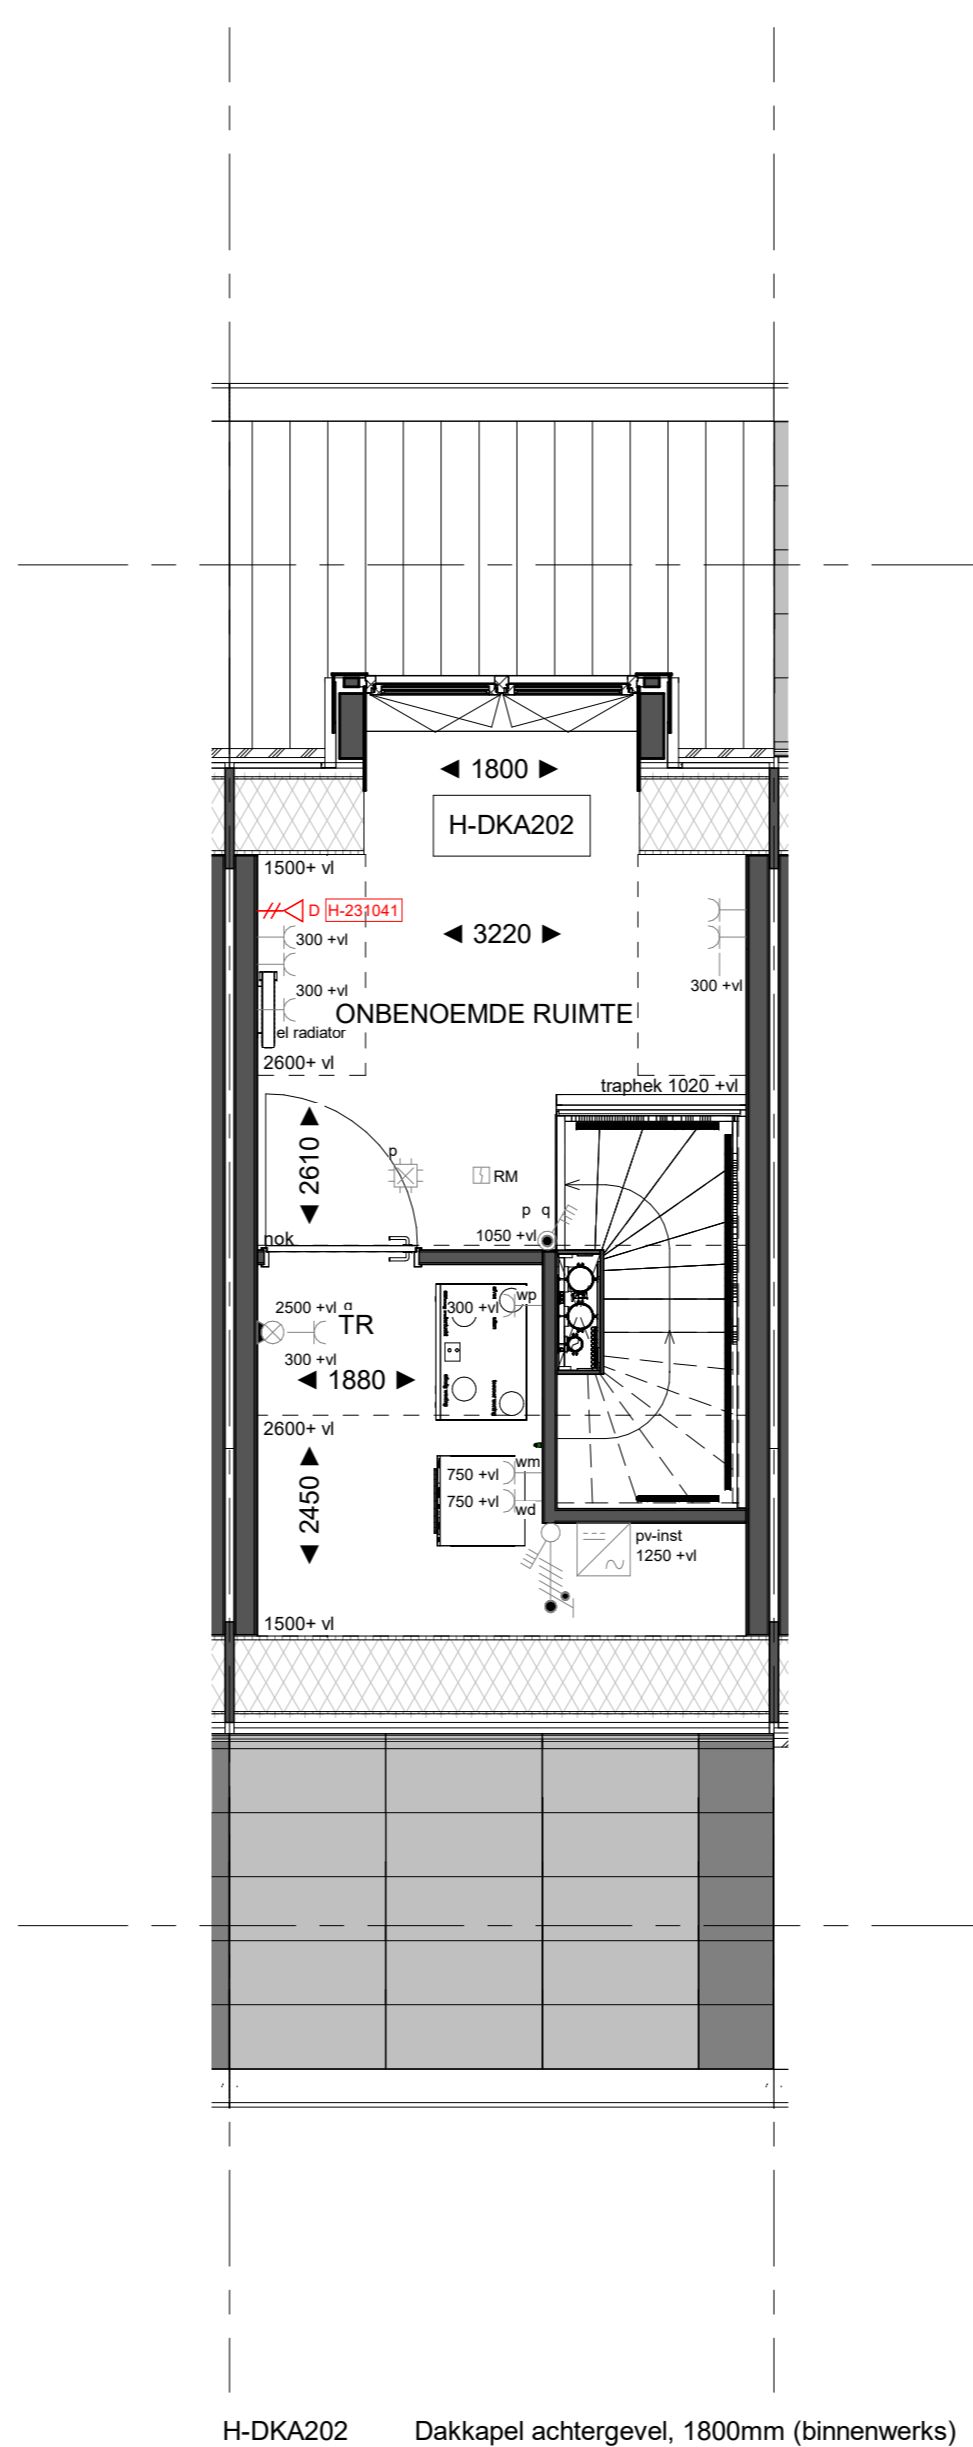 ◄ 1800 ►
H-DKA202
1500+ vl
D H-231041
300 +vl
◄ 3220 ►
300 +vl
300 +vl
ONBENOEMDE RUIMTE
el radiator
2600+ vl
traphek 1020 +vl
◄ 2610 ►
p
RM
p q
1050 +vl
nok
2500 +vl q
TR
300 +vl
wp
300 +vl
◄ 1880 ►
2600+ vl
◄ 2450 ►
wm
750 +vl
750 +vl
wd
pv-inst
1250 +vl
1500+ vl
H-DKA202 Dakkapel achtergevel, 1800mm (binnenwerks)